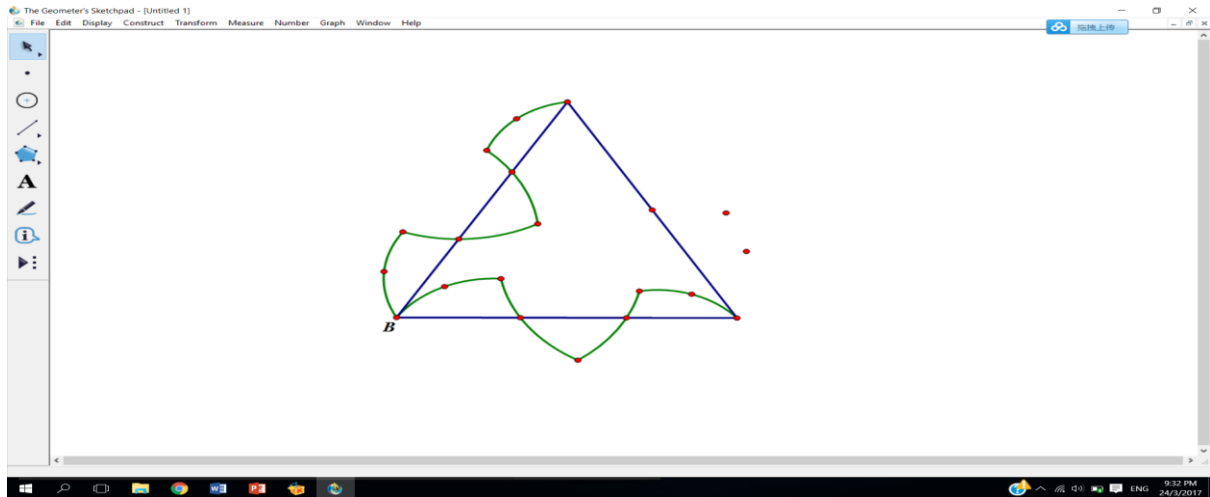 The Geometer's Sketchpad - [Untitled 1]
File Edit Display Construct Transform Measure Number Graph Window Help
拖拽上传
A
B
ENG
9:32 PM
24/3/2017